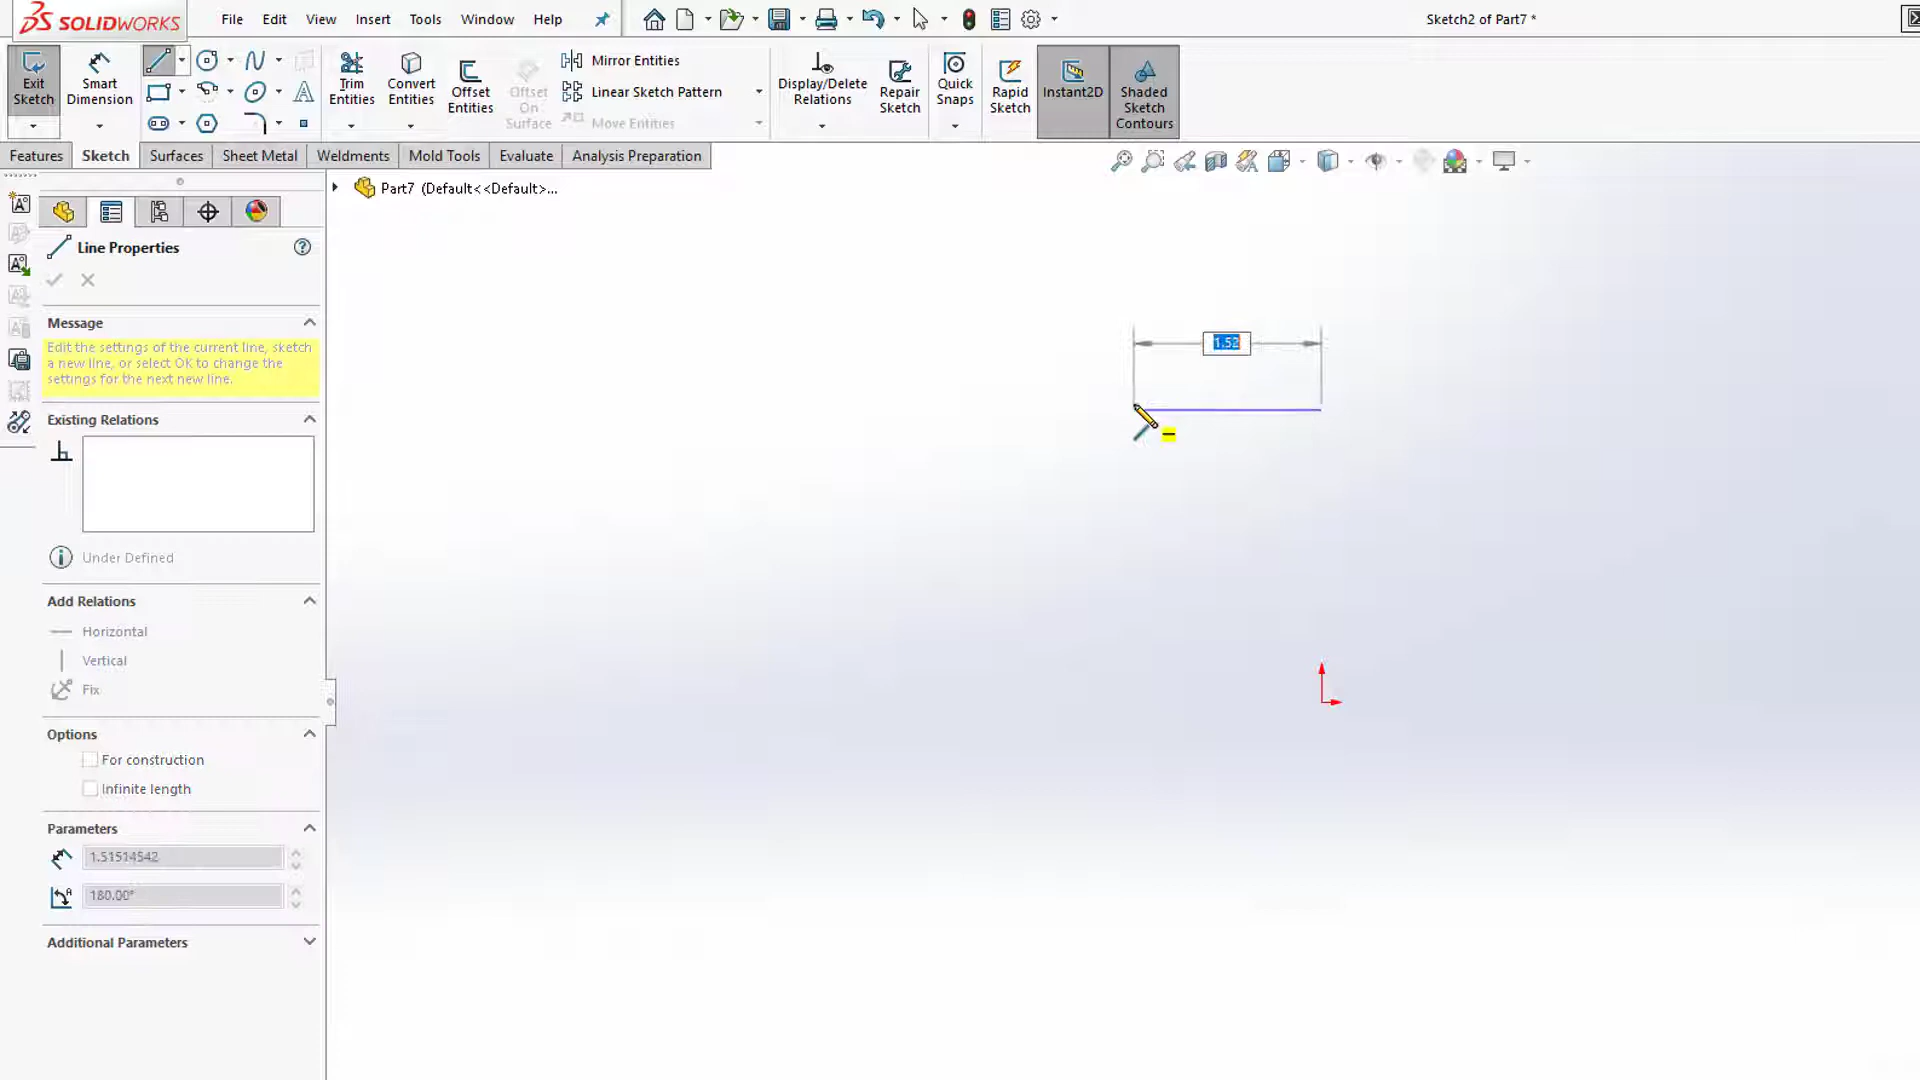 SOLIDWORKS
File Edit View Insert Tools Window Help
Sketch2 of Part7 *
Exit Sketch
Smart Dimension
Trim Entities
Convert Entities
Offset Entities
Offset On Surface
Mirror Entities
Linear Sketch Pattern
Move Entities
Display/Delete Relations
Repair Sketch
Quick Snaps
Rapid Sketch
Instant2D
Shaded Sketch Contours
Features Sketch Surfaces Sheet Metal Weldments Mold Tools Evaluate Analysis Preparation
Part7 (Default<<Default>...
Line Properties
Message
Edit the settings of the current line, sketch
a new line, or select OK to change the
settings for the next new line.
Existing Relations
Under Defined
Add Relations
Horizontal
Vertical
Fix
Options
For construction
Infinite length
Parameters
1.51514542
180.00°
Additional Parameters
1.52